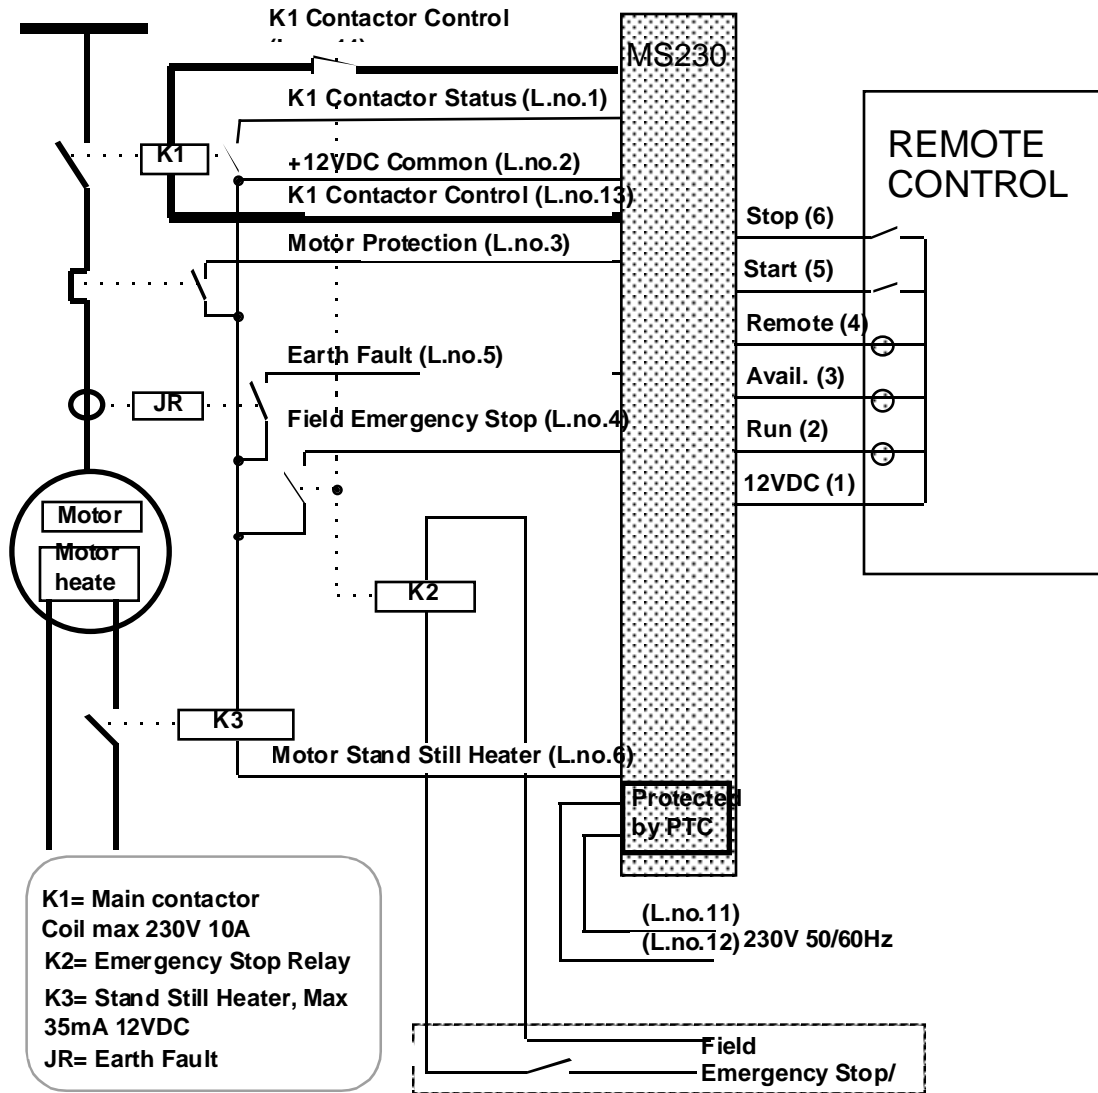 K1 Contactor Control
MS230
K1 Contactor Status (L.no.1)
K1
+12VDC Common (L.no.2)
K1 Contactor Control (L.no.13)
Motor Protection (L.no.3)
Earth Fault (L.no.5)
JR
Field Emergency Stop (L.no.4)
Motor
Motor
heate
K2
K3
Motor Stand Still Heater (L.no.6)
Protected
by PTC
REMOTE
CONTROL
Stop (6)
Start (5)
Remote (4)
Avail. (3)
Run (2)
12VDC (1)
(L.no.11)
(L.no.12) 230V 50/60Hz
K1= Main contactor
Coil max 230V 10A
K2= Emergency Stop Relay
K3= Stand Still Heater, Max
35mA 12VDC
JR= Earth Fault
Field
Emergency Stop/